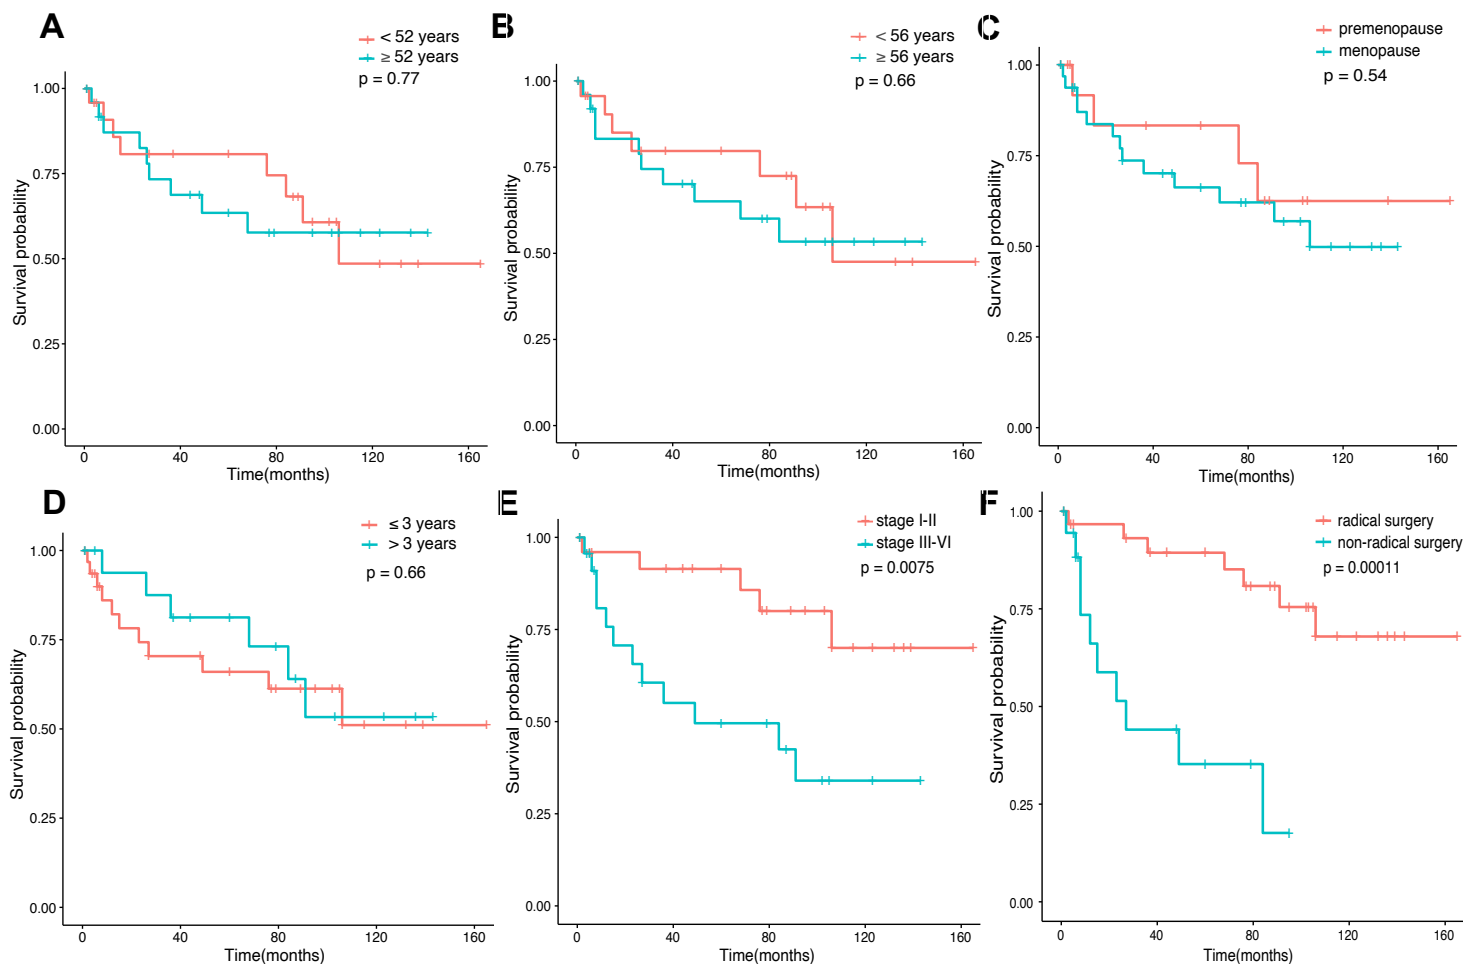 A
< 52 years
≥ 52 years
p = 0.77
1.00
0.75
0.50
0.25
0.00
Survival probability
0 40 80 120 160
Time(months)
B
< 56 years
≥ 56 years
p = 0.66
1.00
0.75
0.50
0.25
0.00
Survival probability
0 40 80 120 160
Time(months)
C
premenopause
menopause
p = 0.54
1.00
0.75
0.50
0.25
0.00
Survival probability
0 40 80 120 160
Time(months)
D
≤ 3 years
> 3 years
p = 0.66
1.00
0.75
0.50
0.25
0.00
Survival probability
0 40 80 120 160
Time(months)
E
stage I-II
stage III-VI
p = 0.0075
1.00
0.75
0.50
0.25
0.00
Survival probability
0 40 80 120 160
Time(months)
F
radical surgery
non-radical surgery
p = 0.00011
1.00
0.75
0.50
0.25
0.00
Survival probability
0 40 80 120 160
Time(months)